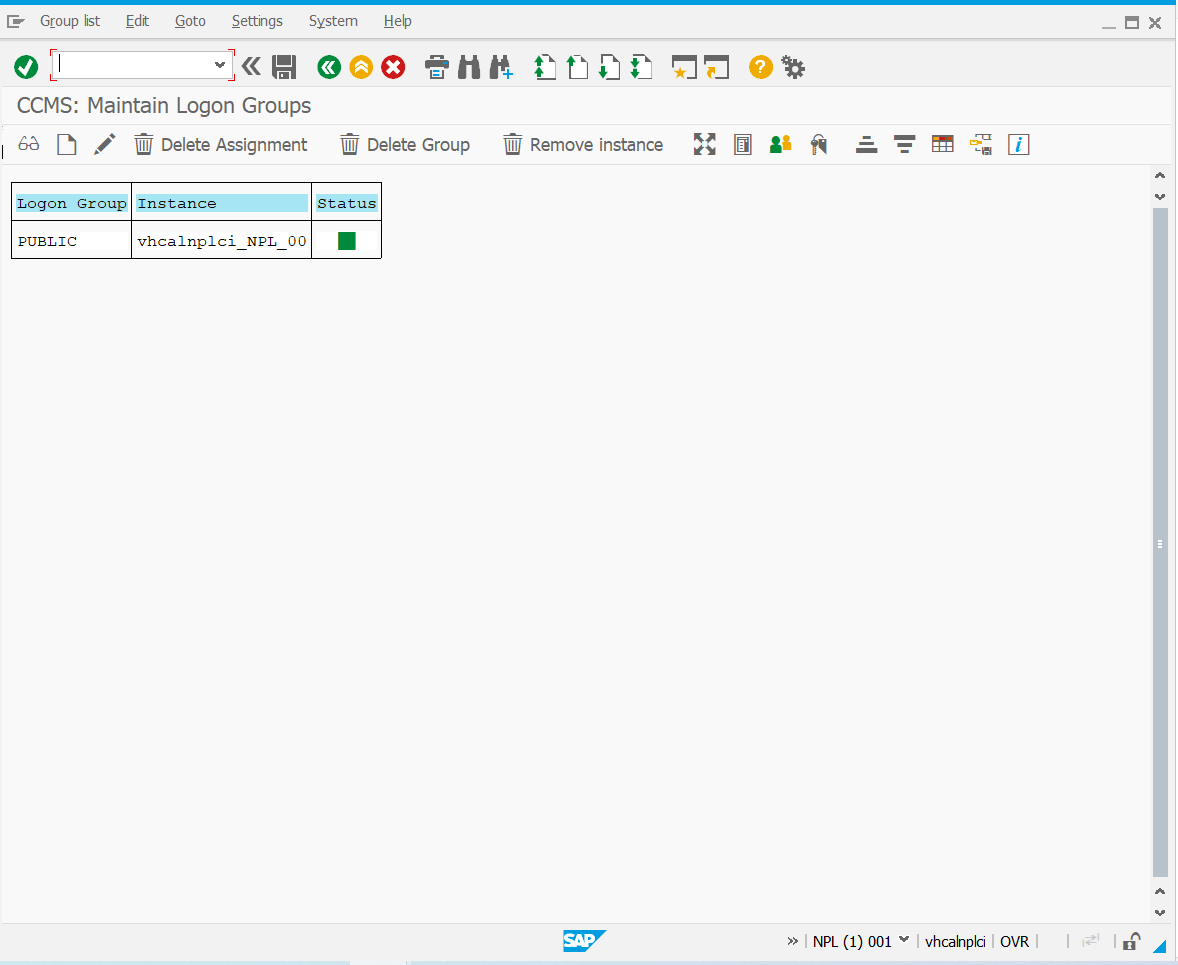 Group list Edit Goto Settings System Help
CCMS: Maintain Logon Groups
Delete Assignment Delete Group Remove instance
Logon Group Instance Status
PUBLIC vhcalnplci_NPL_00
SAP NPL (1) 001 vhcalnplci OVR